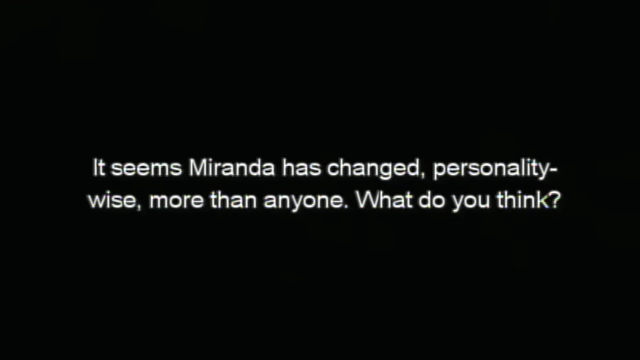 It seems Miranda has changed, personality-
wise, more than anyone. What do you think?